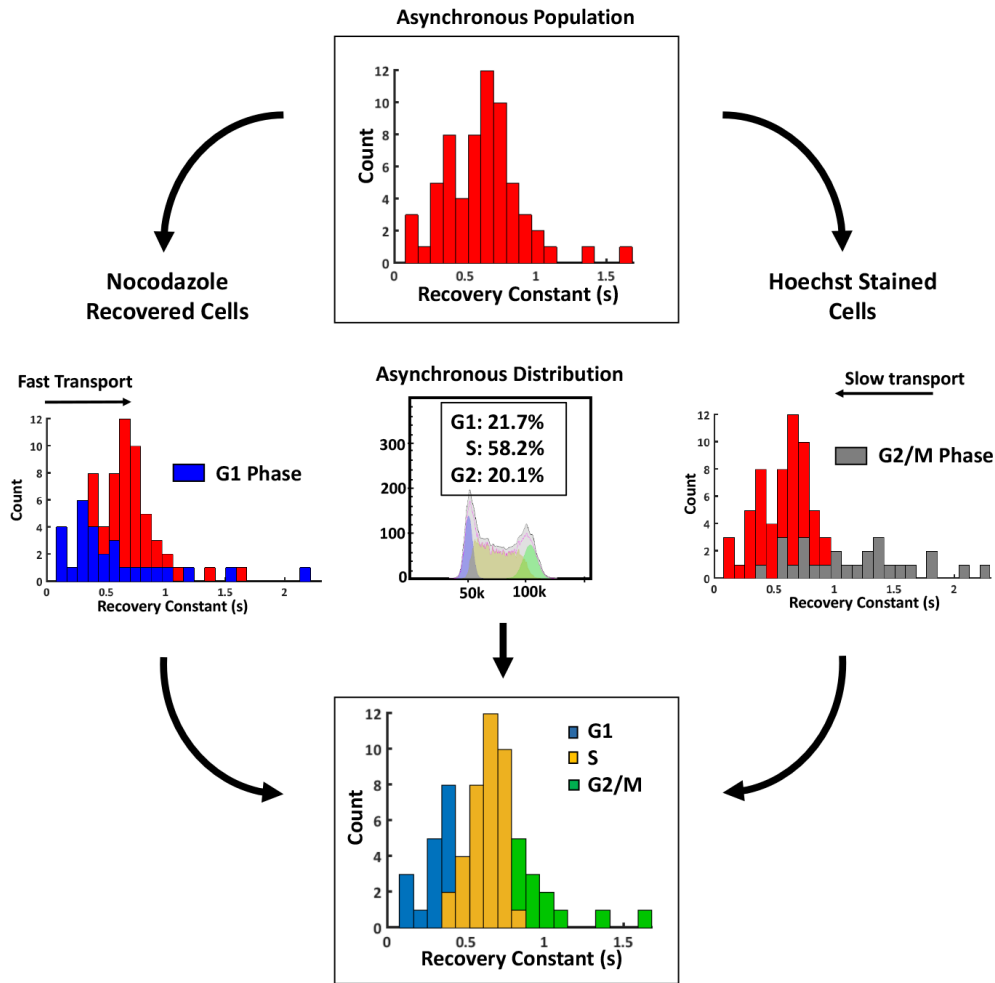 Asynchronous Population
12
10
8
6
4
2
0
Count
0 0.5 1 1.5
Recovery Constant (s)
Nocodazole
Recovered Cells
Hoechst Stained
Cells
Fast Transport
12
10
8
6
4
2
0
Count
G1 Phase
0 0.5 1 1.5 2
Recovery Constant (s)
Asynchronous Distribution
G1: 21.7%
S: 58.2%
G2: 20.1%
300
200
100
0
50k 100k
Slow transport
12
10
8
6
4
2
0
Count
G2/M Phase
0 0.5 1 1.5 2
Recovery Constant (s)
12
10
8
6
4
2
0
Count
G1
S
G2/M
0 0.5 1 1.5
Recovery Constant (s)